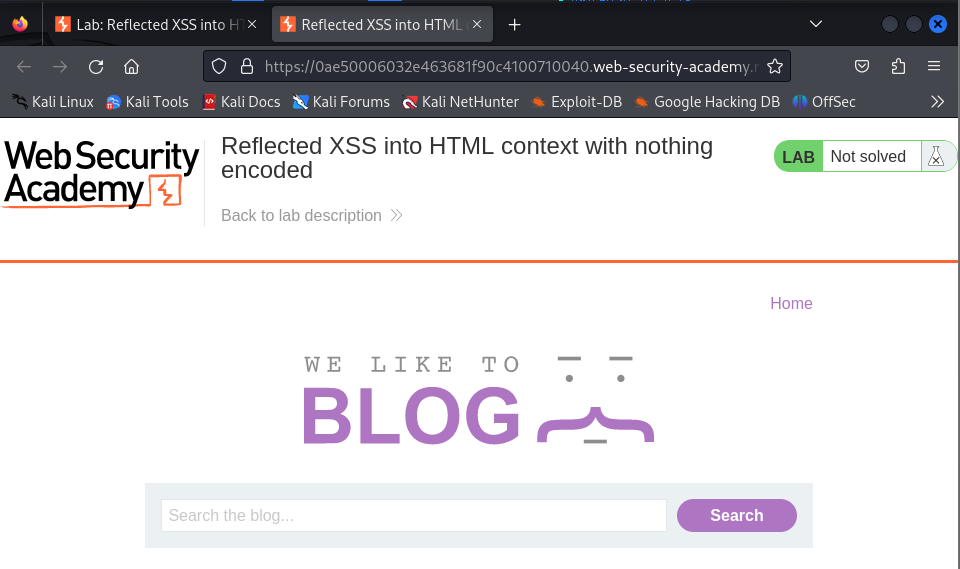 Lab: Reflected XSS into HT
Reflected XSS into HTML
https://0ae50006032e463681f90c4100710040.web-security-academy.
Kali Linux Kali Tools Kali Docs Kali Forums Kali NetHunter Exploit-DB Google Hacking DB OffSec
Web Security
Academy
Reflected XSS into HTML context with nothing
encoded
LAB Not solved
Back to lab description
Home
WE LIKE TO
BLOG
Search the blog...
Search